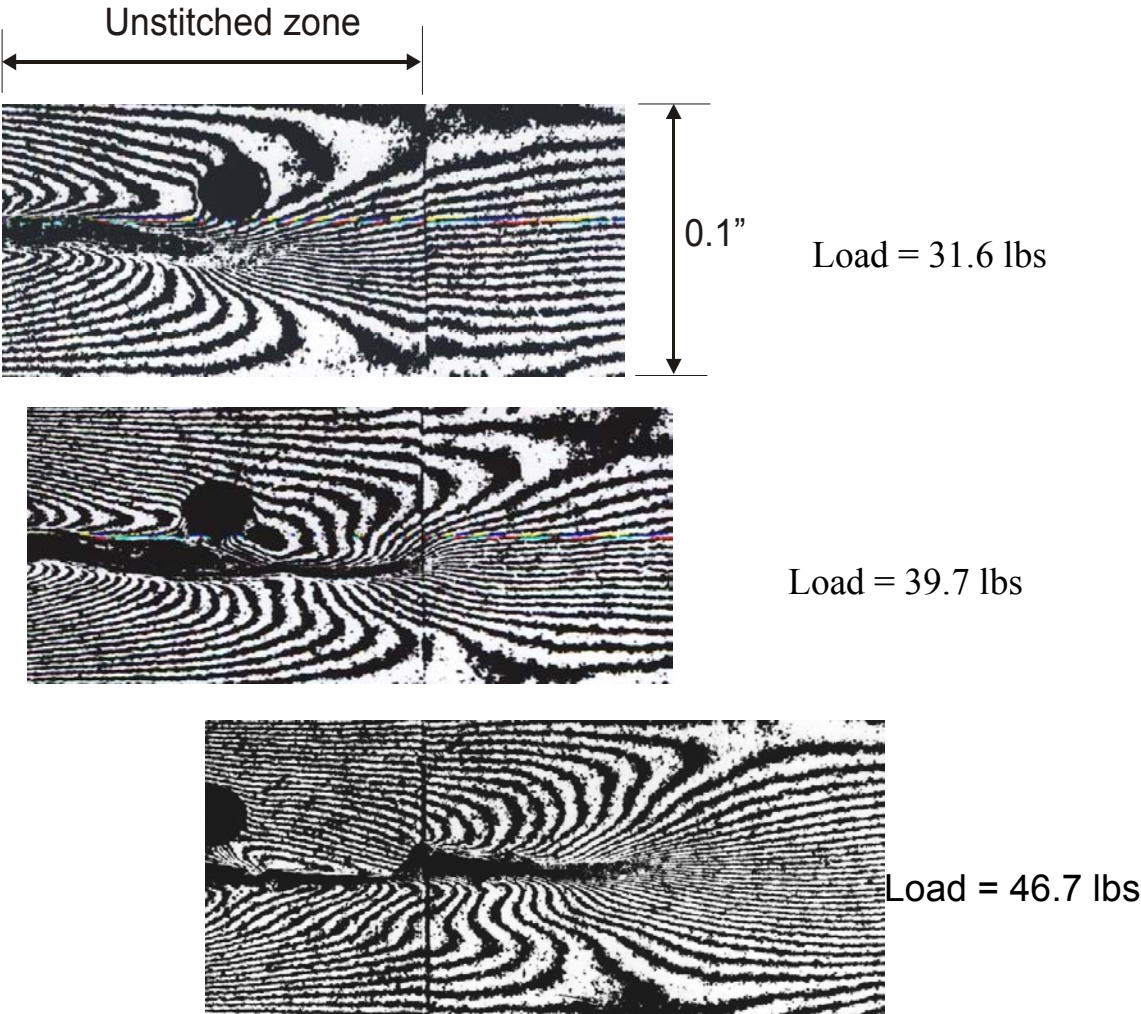 Unstitched zone
0.1”
Load = 31.6 lbs
Load = 39.7 lbs
Load = 46.7 lbs